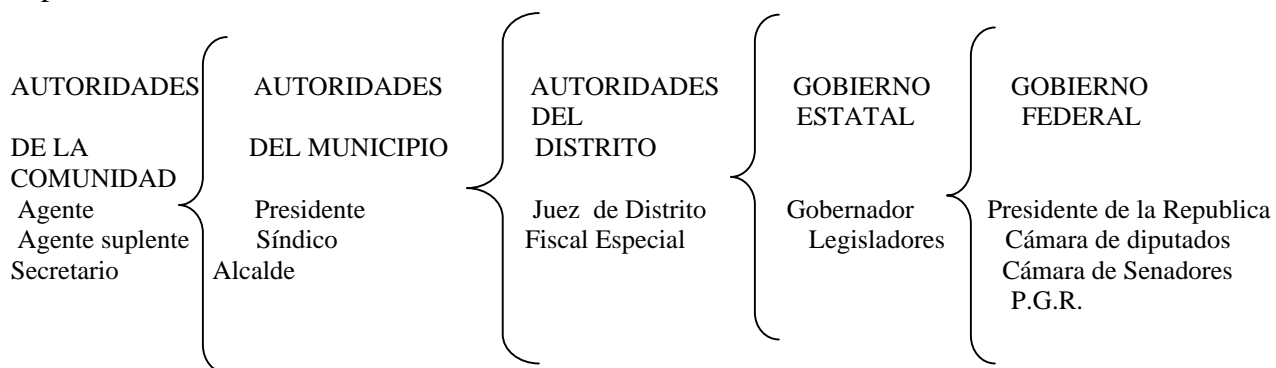 AUTORIDADES AUTORIDADES AUTORIDADES GOBIERNO GOBIERNO
DEL ESTATAL FEDERAL
DE LA DEL MUNICIPIO DISTRITO
COMUNIDAD
Agente Presidente Juez de Distrito Gobernador Presidente de la Republica
Agente suplente Síndico Fiscal Especial Legisladores Cámara de diputados
Secretario Alcalde Cámara de Senadores
P.G.R.